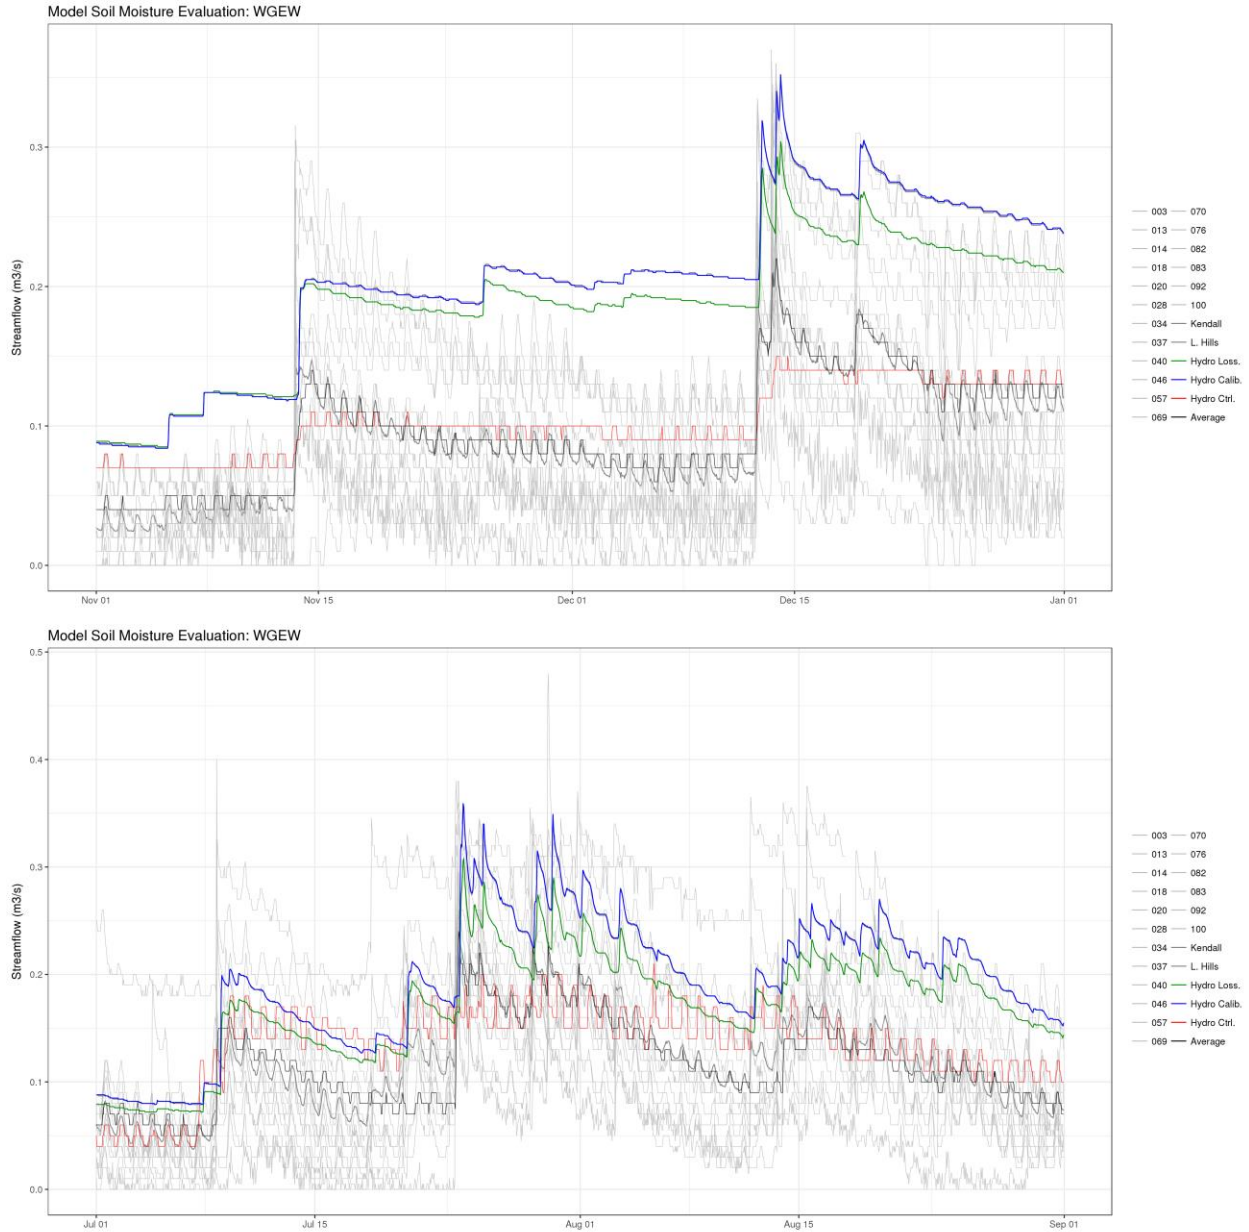 Model Soil Moisture Evaluation: WGEW
Streamflow (m3/s)
0.3
0.2
0.1
0.0
Nov 01 Nov 15 Dec 01 Dec 15 Jan 01
003 070
013 076
014 082
018 083
020 092
028 100
034 Kendall
037 L. Hills
040 Hydro Loss.
046 Hydro Calib.
057 Hydro Ctrl.
069 Average
Model Soil Moisture Evaluation: WGEW
Streamflow (m3/s)
0.5
0.4
0.3
0.2
0.1
0.0
Jul 01 Jul 15 Aug 01 Aug 15 Sep 01
003 070
013 076
014 082
018 083
020 092
028 100
034 Kendall
037 L. Hills
040 Hydro Loss.
046 Hydro Calib.
057 Hydro Ctrl.
069 Average